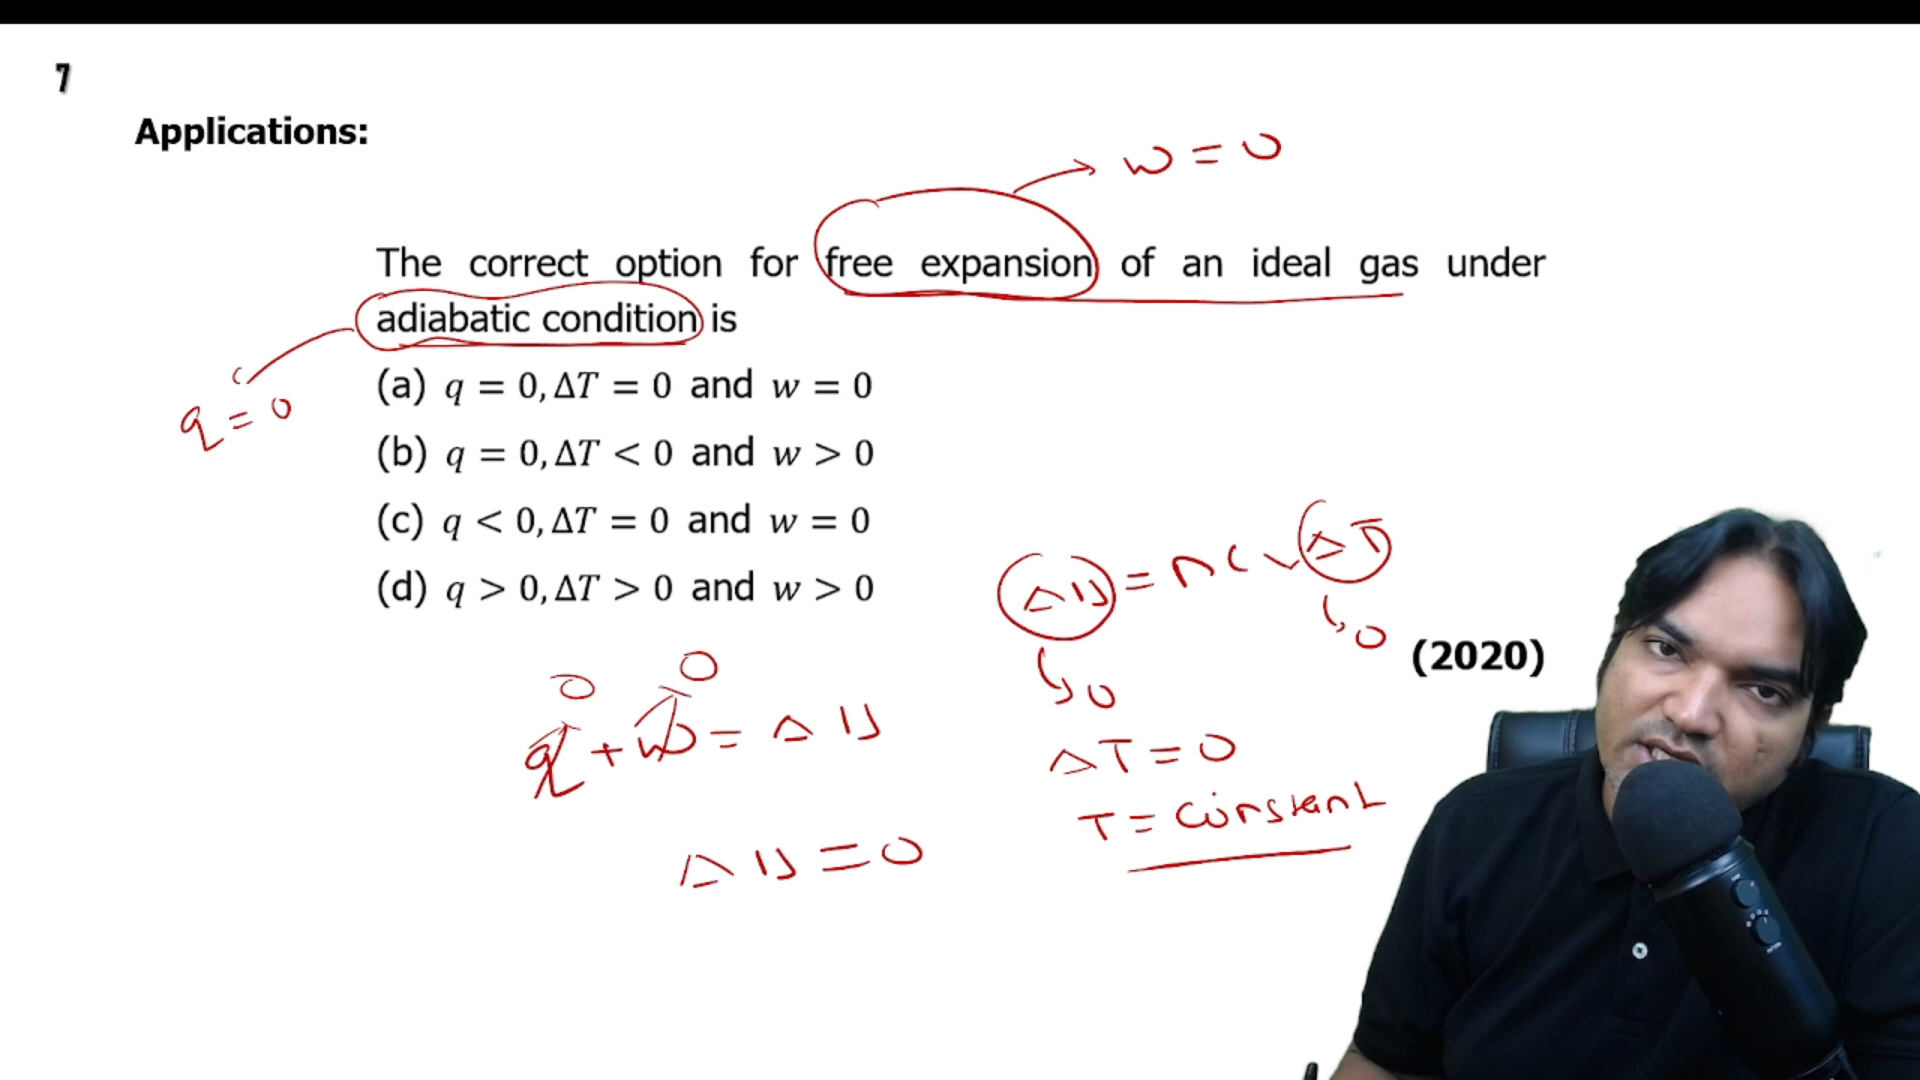 7
Applications:
w = 0
The correct option for free expansion of an ideal gas under
adiabatic condition is
q = 0
(a) q = 0, ΔT = 0 and w = 0
(b) q = 0, ΔT < 0 and w > 0
(c) q < 0, ΔT = 0 and w = 0
(d) q > 0, ΔT > 0 and w > 0
ΔU = nCvΔT
0
0
(2020)
0 0
q + w = ΔU
ΔT = 0
T = constant
ΔU = 0